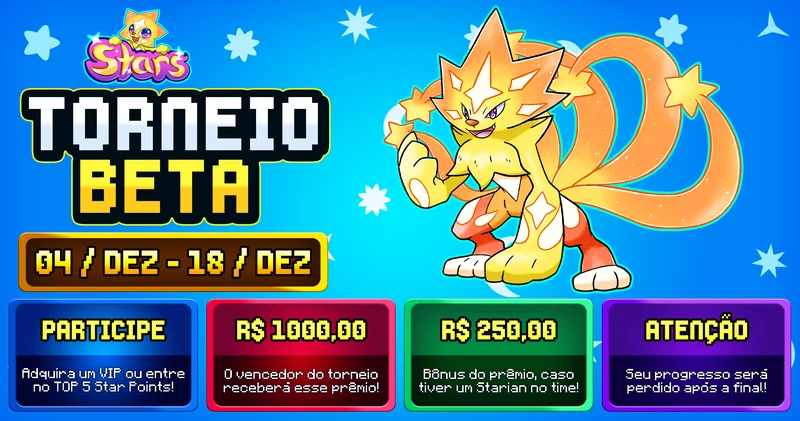 Stars
TORNEIO
BETA
04 / DEZ - 18 / DEZ
PARTICIPE
Adquira um VIP ou entre
no TOP 5 Star Points!
R$ 1000,00
O vencedor do torneio
receberá esse prêmio!
R$ 250,00
Bônus do prêmio, caso
tiver um Starian no time!
ATENÇÃO
Seu progresso será
perdido após a final!